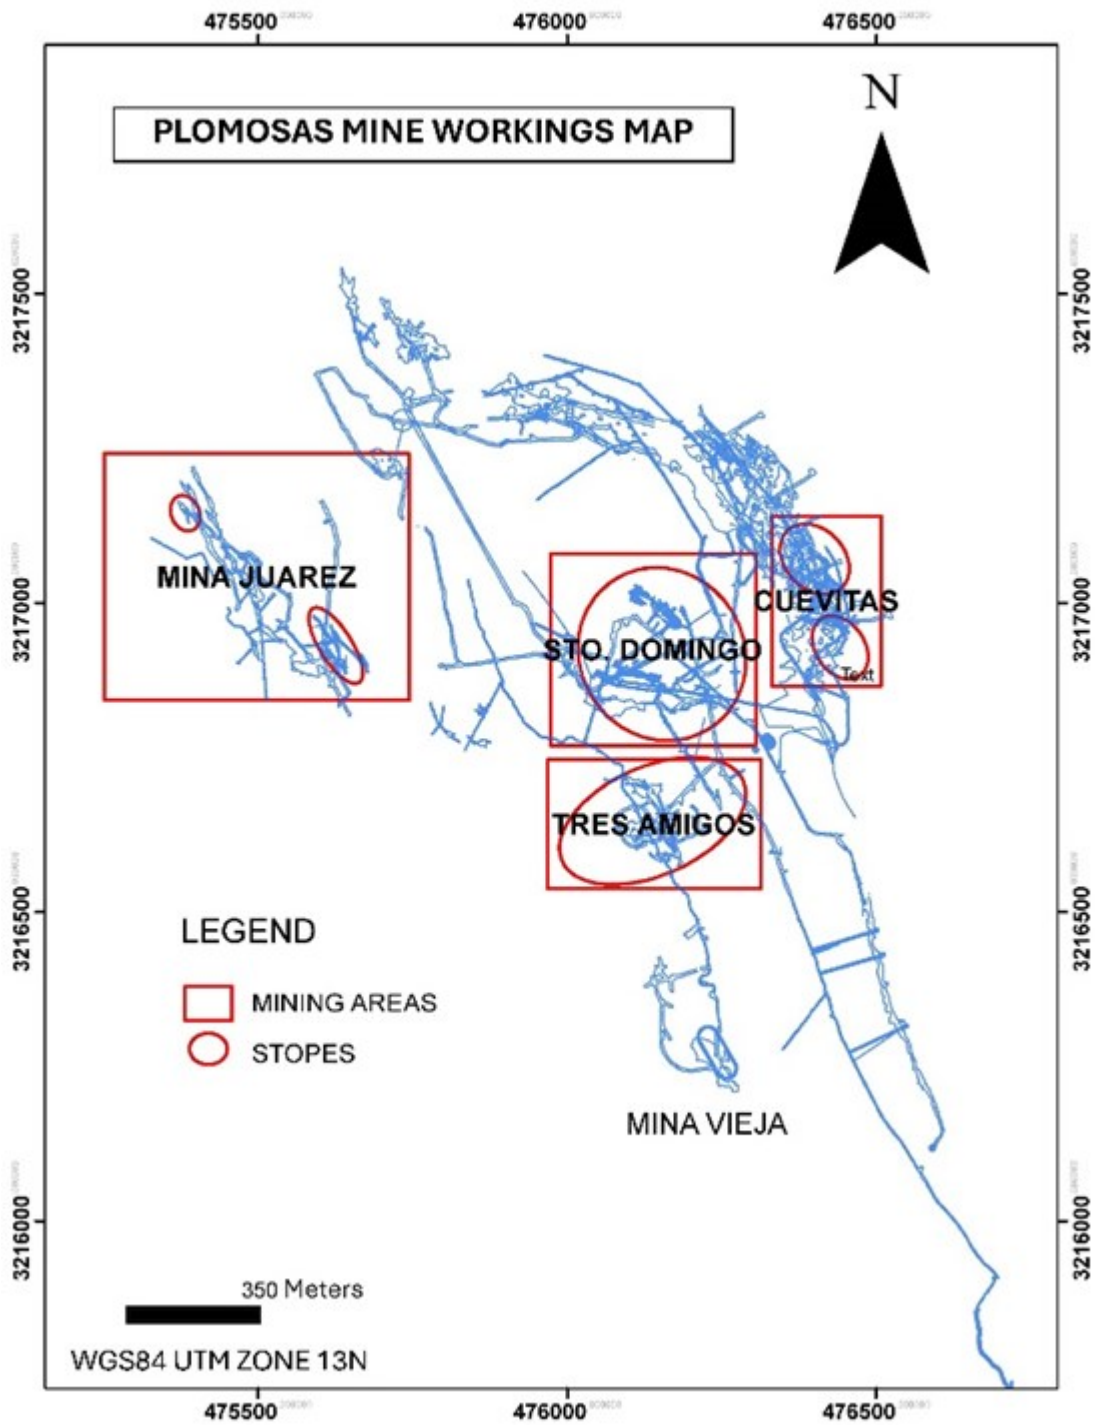 475500 476000 476500
N
PLOMOSAS MINE WORKINGS MAP
3217500 3217500
MINA JUAREZ
CUEVITAS
3217000 3217000
STO. DOMINGO
Text
TRES AMIGOS
3216500 3216500
LEGEND
MINING AREAS
STOPES
MINA VIEJA
3216000 3216000
350 Meters
WGS84 UTM ZONE 13N
475500 476000 476500